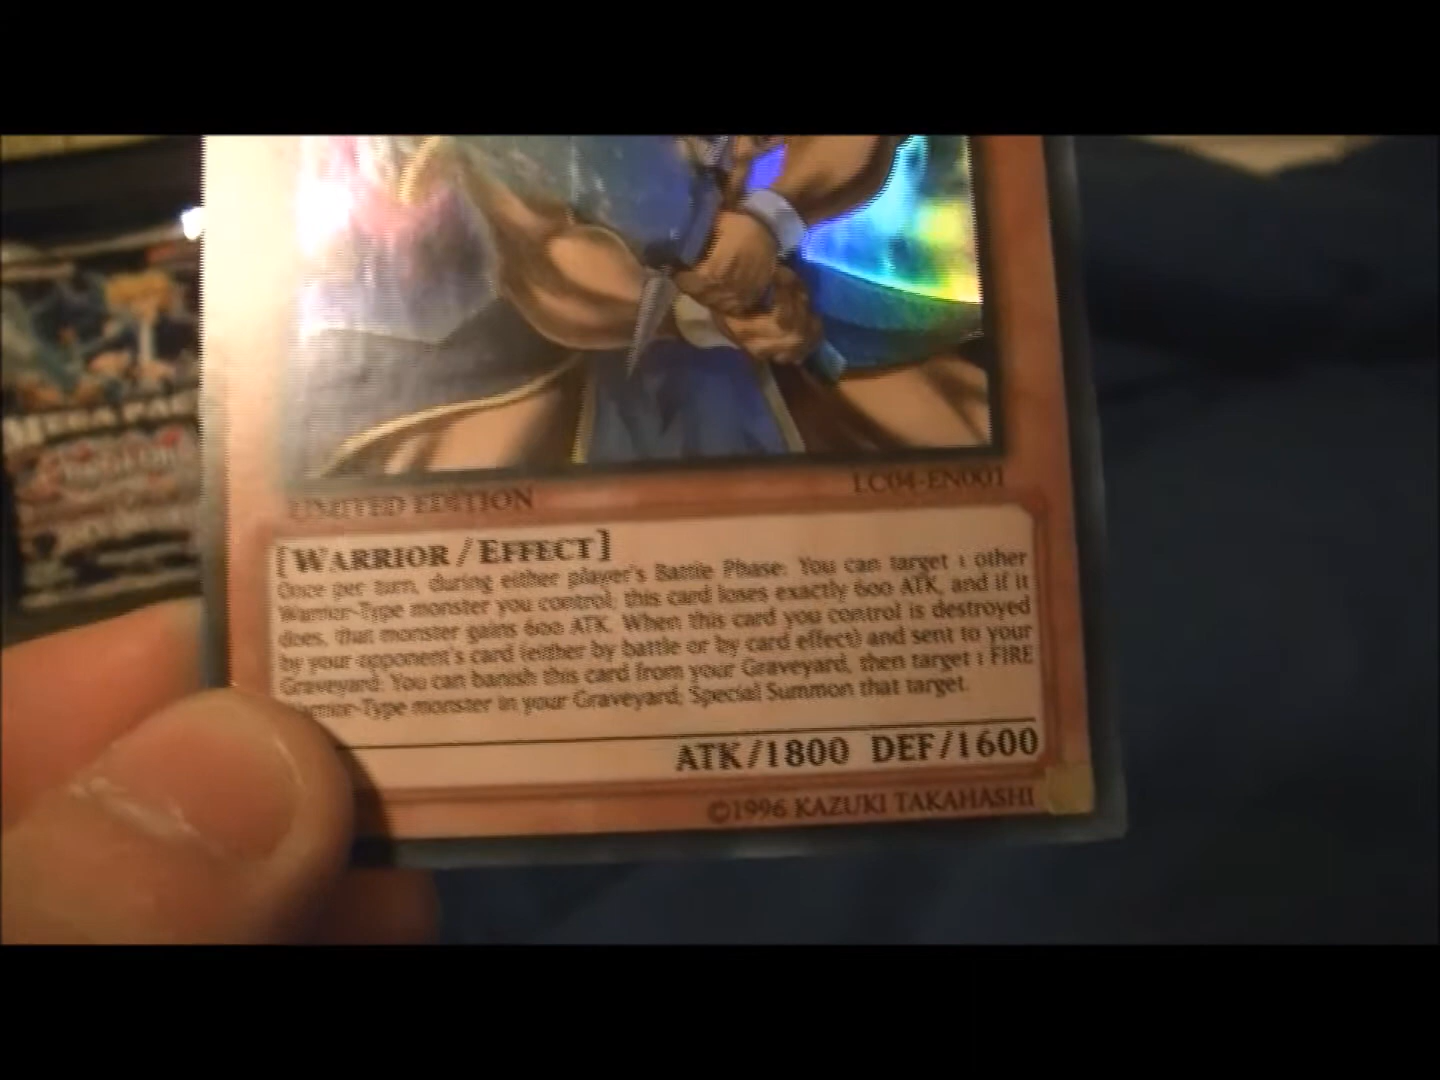 MEGA PAC
LIMITED EDITION
LC04-EN001
[WARRIOR/EFFECT]
Once per turn, during either player's Battle Phase: You can target 1 other
Warrior-Type monster you control; this card loses exactly 600 ATK, and if it
does, that monster gains 600 ATK. When this card you control is destroyed
by your opponent's card (either by battle or by card effect) and sent to your
Graveyard: You can banish this card from your Graveyard, then target 1 FIRE
Warrior-Type monster in your Graveyard; Special Summon that target.
ATK/1800 DEF/1600
©1996 KAZUKI TAKAHASHI